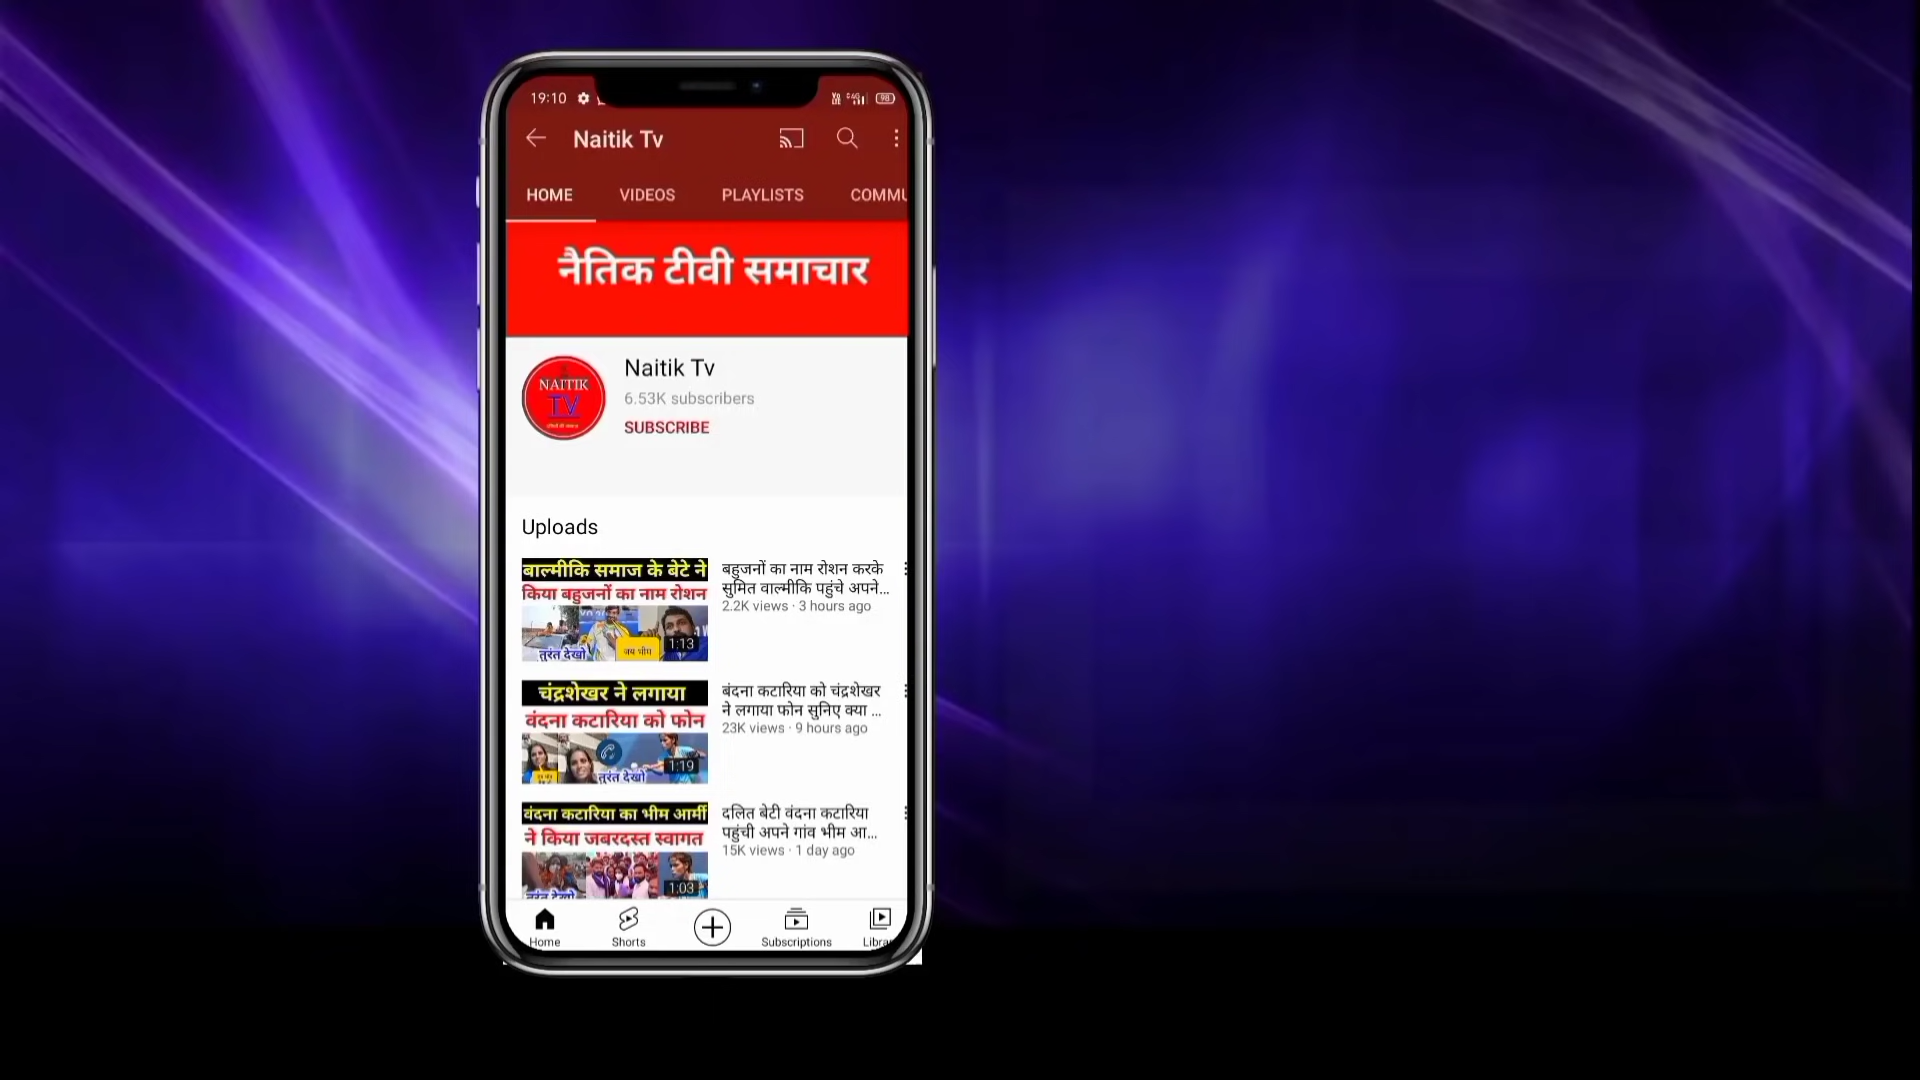 19:10
Naitik Tv
HOME VIDEOS PLAYLISTS COMMU
नैतिक टीवी समाचार
NAITIK
TV
Naitik Tv
6.53K subscribers
SUBSCRIBE
Uploads
बाल्मीकि समाज के बेटे ने
किया बहुजनों का नाम रोशन
तुरंत देखो
जय भीम
1:13
बहुजनों का नाम रोशन करके
सुमित वाल्मीकि पहुंचे अपने...
2.2K views · 3 hours ago
चंद्रशेखर ने लगाया
वंदना कटारिया को फोन
तुरंत देखो
1:19
बंदना कटारिया को चंद्रशेखर
ने लगाया फोन सुनिए क्या ...
23K views · 9 hours ago
वंदना कटारिया का भीम आर्मी
ने किया जबरदस्त स्वागत
तुरंत देखो
1:03
दलित बेटी वंदना कटारिया
पहुंची अपने गांव भीम आ...
15K views · 1 day ago
Home Shorts Subscriptions Libra